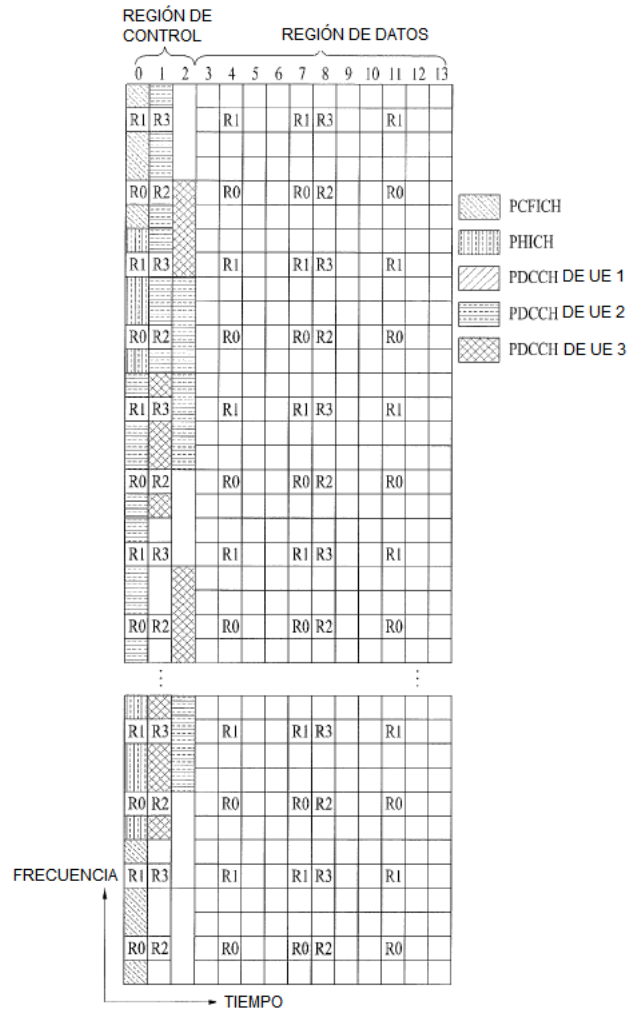 REGIÓN DE
CONTROL
REGIÓN DE DATOS
0 1 2 3 4 5 6 7 8 9 10 11 12 13
R1 R3 R1 R1 R3 R1
R0 R2 R0 R0 R2 R0
R1 R3 R1 R1 R3 R1
R0 R2 R0 R0 R2 R0
R1 R3 R1 R1 R3 R1
R0 R2 R0 R0 R2 R0
R1 R3 R1 R1 R3 R1
R0 R2 R0 R0 R2 R0
R1 R3 R1 R1 R3 R1
R0 R2 R0 R0 R2 R0
R1 R3 R1 R1 R3 R1
R0 R2 R0 R0 R2 R0
PCFICH
PHICH
PDCCH DE UE 1
PDCCH DE UE 2
PDCCH DE UE 3
FRECUENCIA
TIEMPO